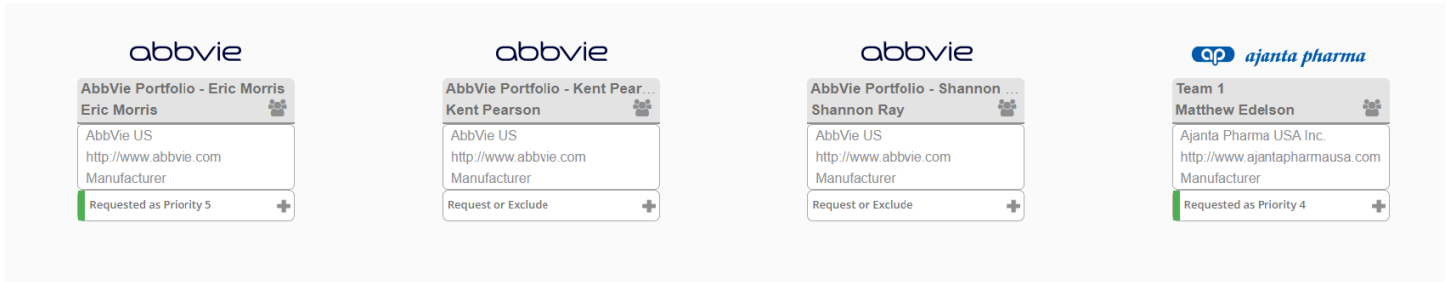 abbvie
AbbVie Portfolio - Eric Morris
Eric Morris
AbbVie US
http://www.abbvie.com
Manufacturer
Requested as Priority 5
abbvie
AbbVie Portfolio - Kent Pear...
Kent Pearson
AbbVie US
http://www.abbvie.com
Manufacturer
Request or Exclude
abbvie
AbbVie Portfolio - Shannon ...
Shannon Ray
AbbVie US
http://www.abbvie.com
Manufacturer
Request or Exclude
ap ajanta pharma
Team 1
Matthew Edelson
Ajanta Pharma USA Inc.
http://www.ajantapharmausa.com
Manufacturer
Requested as Priority 4